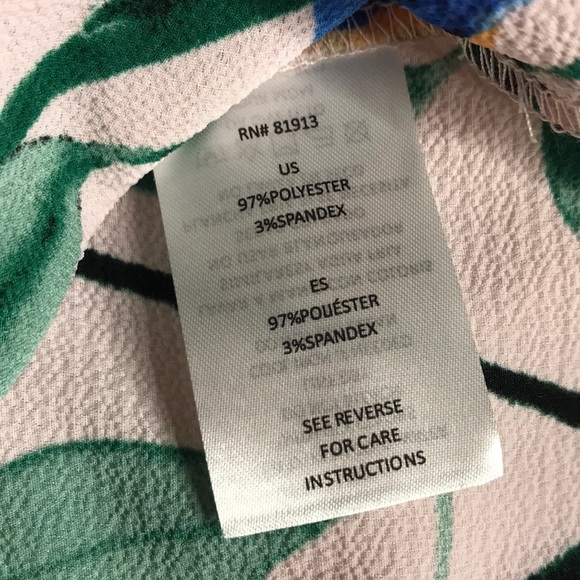 RN# 81913
US
97%POLYESTER
3%SPANDEX
ES
97%POLIÉSTER
3%SPANDEX
SEE REVERSE
FOR CARE
INSTRUCTIONS